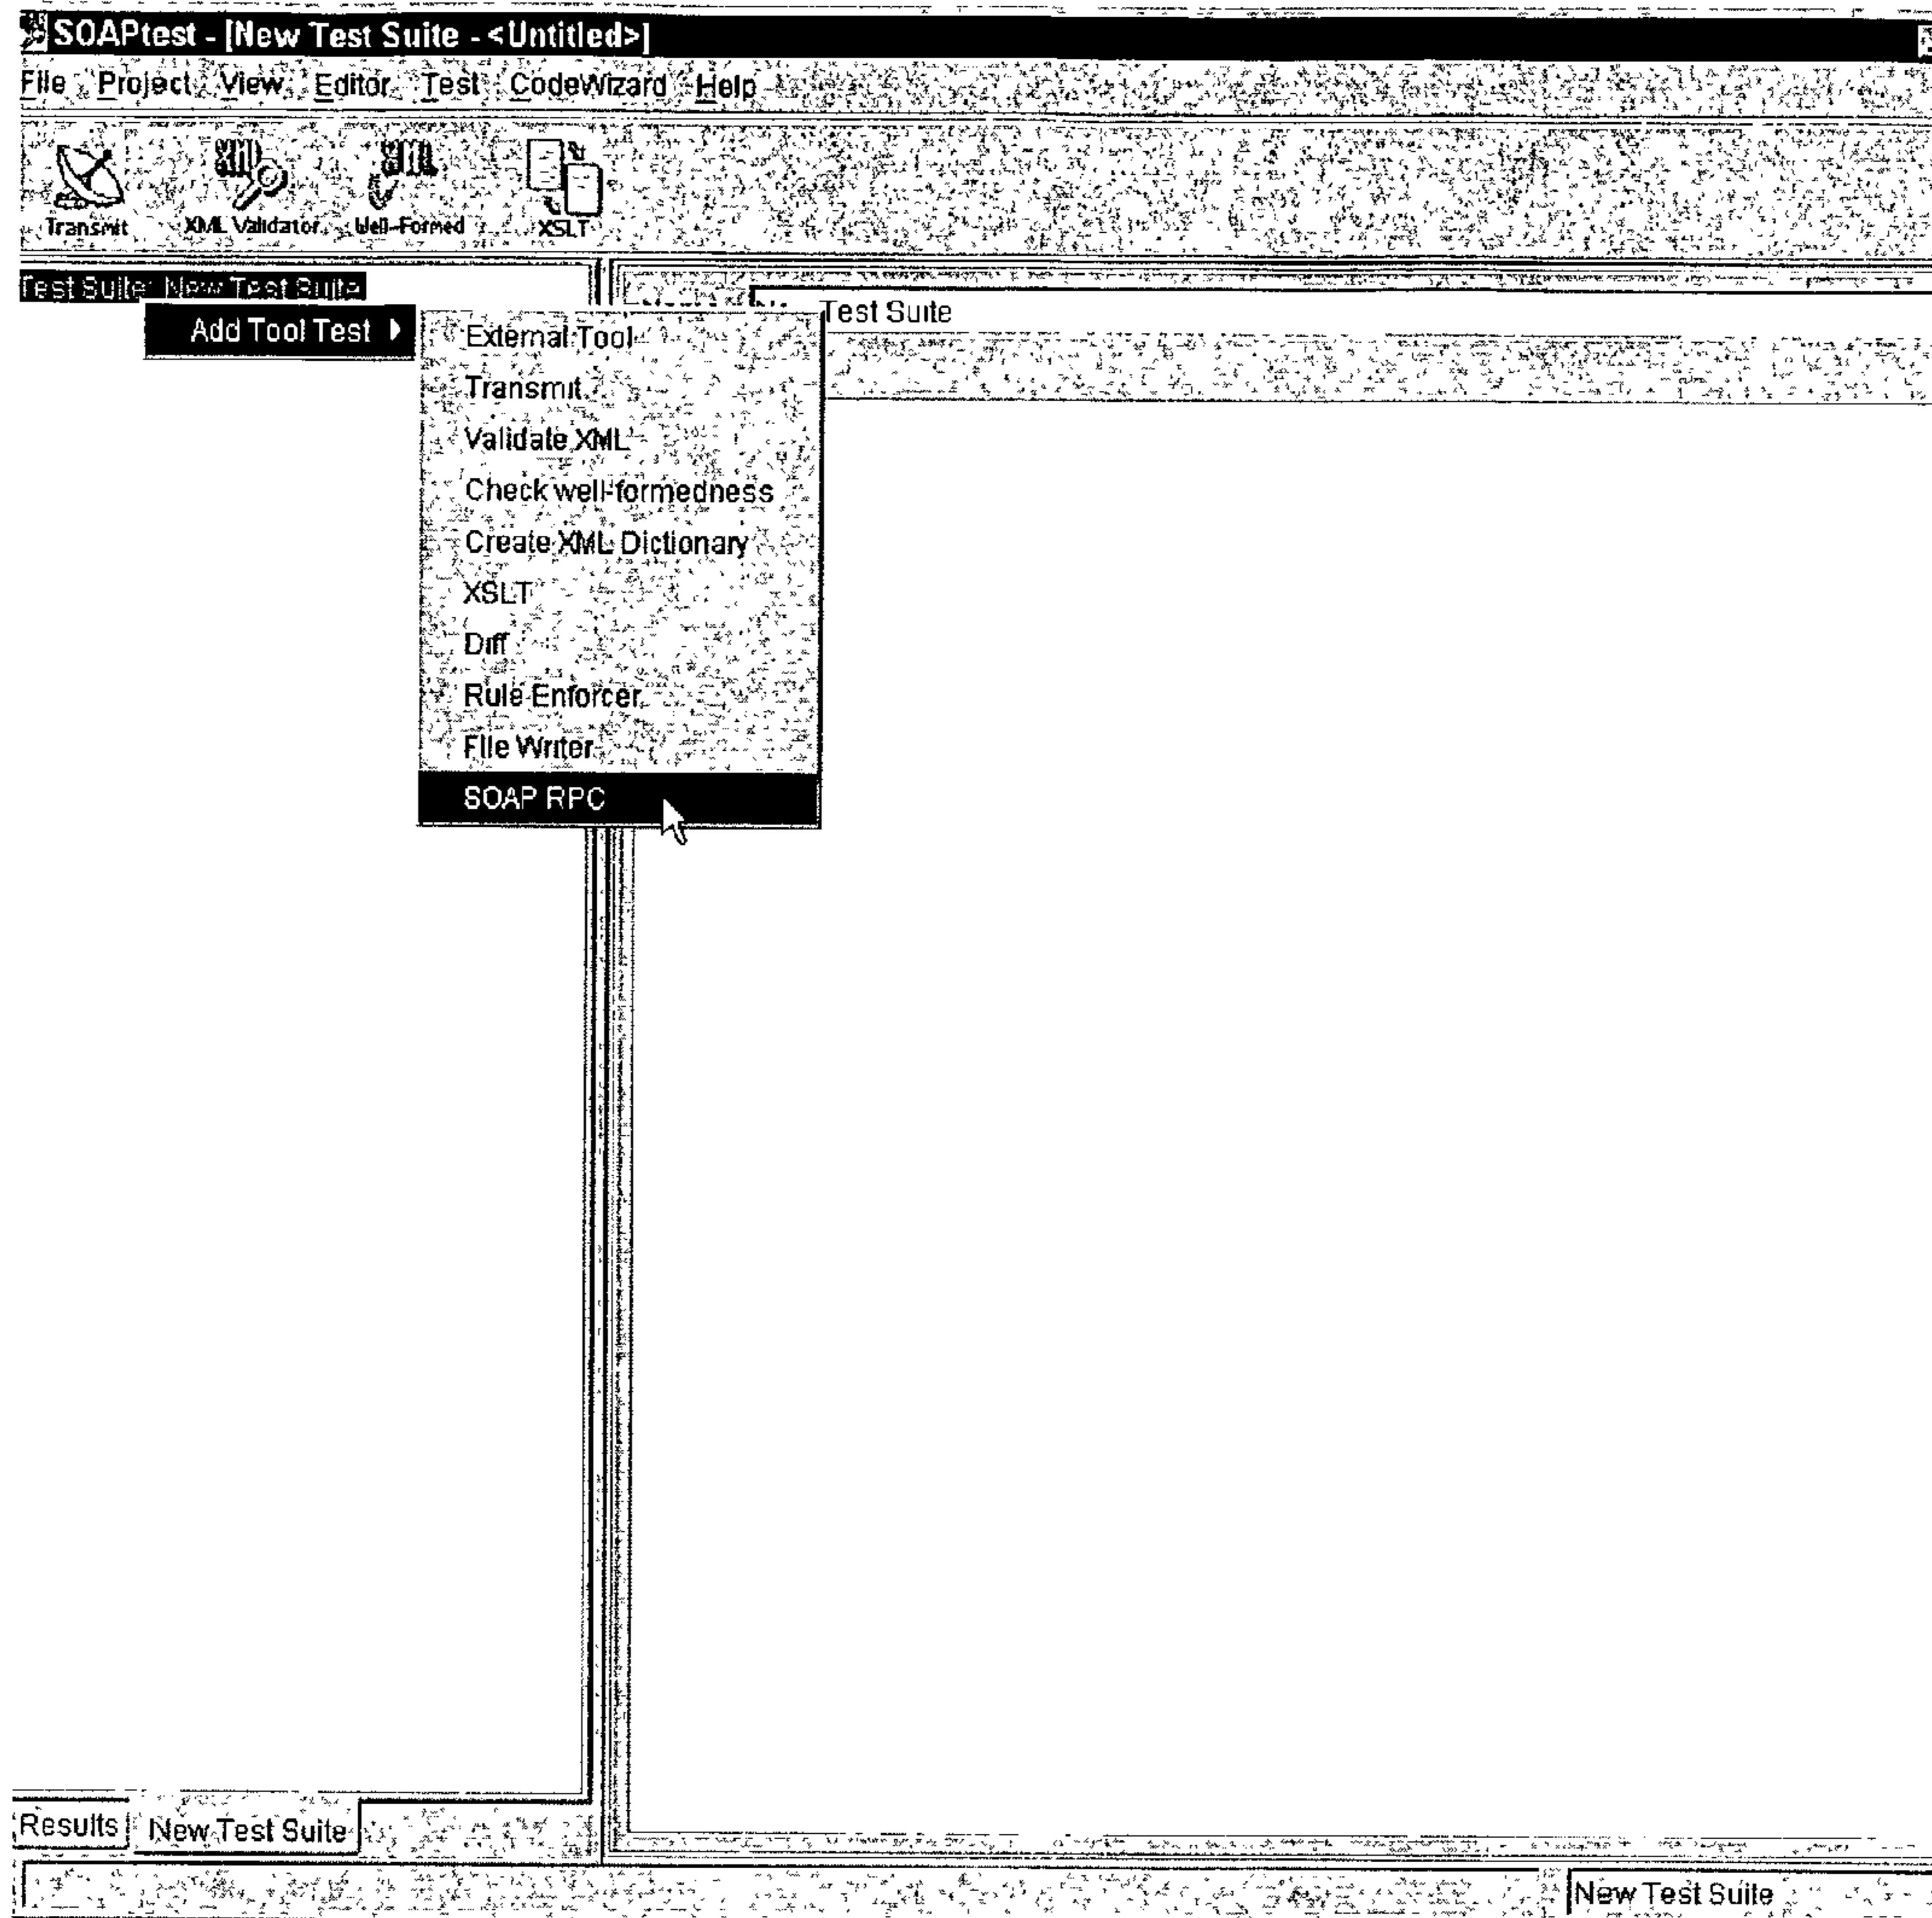 SOAPtest - [New Test Suite - <Untitled>]
File Project View Editor Test CodeWizard Help
Transmit XML Validator Well-Formed XSLT
Test Suite: New Test Suite
Test Suite
Add Tool Test
External Tool
Transmit
Validate XML
Check well-formedness
Create XML Dictionary
XSLT
Diff
Rule Enforcer
File Writer
SOAP RPC
Results New Test Suite
New Test Suite